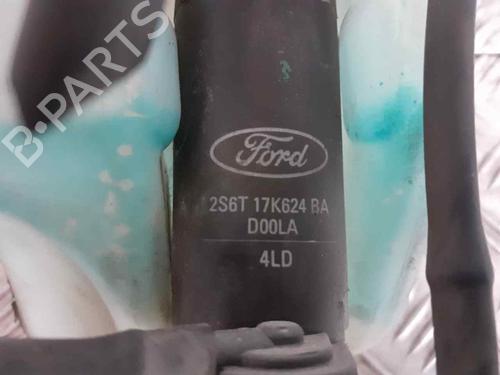 B-PARTS
Ford
2S6T 17K624 BA
D00LA
4LD